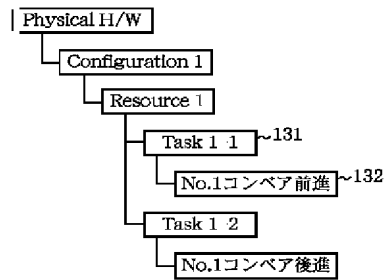 Physical H/W
Configuration 1
Resource 1
Task 1-1 ~131
No.1コンベア前進 ~132
Task 1-2
No.1コンベア後進